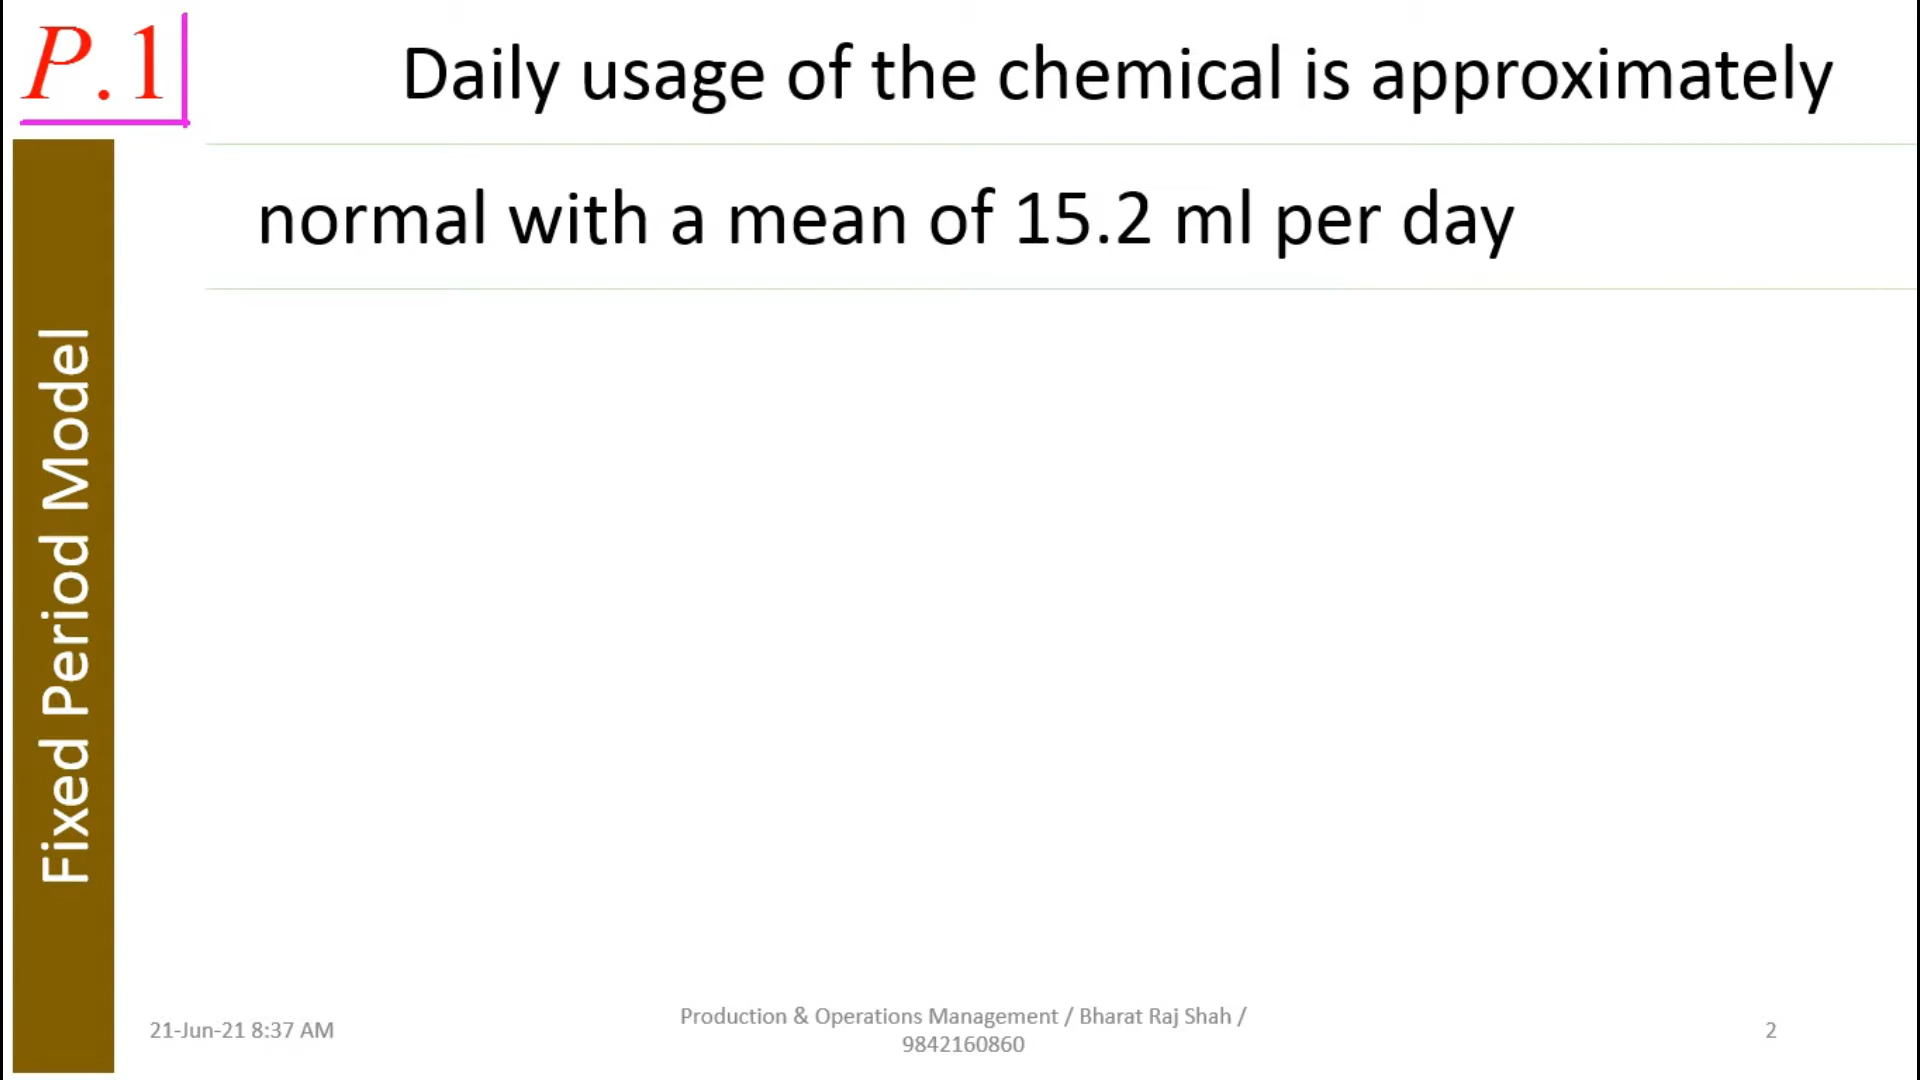 P.1
Daily usage of the chemical is approximately
normal with a mean of 15.2 ml per day
Fixed Period Model
21-Jun-21 8:37 AM
Production & Operations Management / Bharat Raj Shah /
9842160860
2